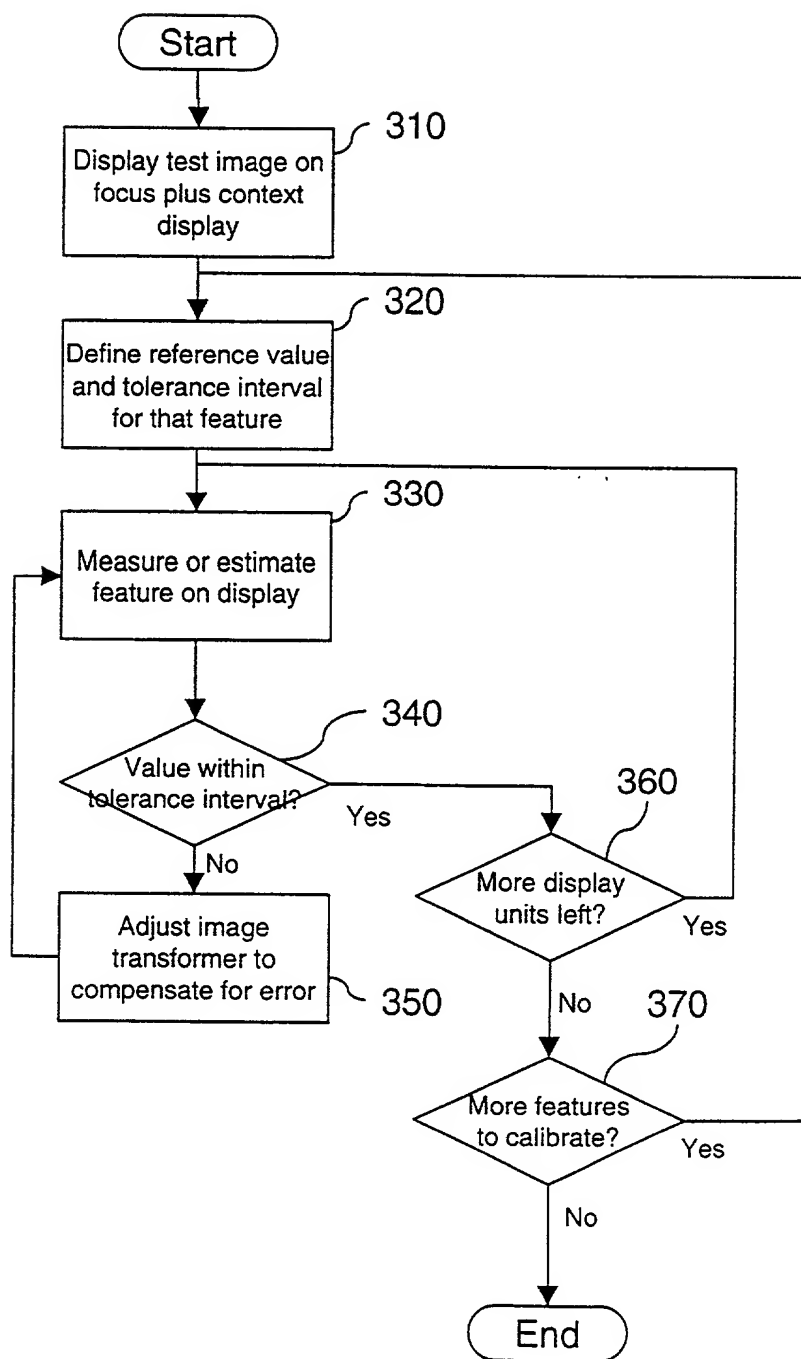 Start
310
Display test image on
focus plus context
display
320
Define reference value
and tolerance interval
for that feature
330
Measure or estimate
feature on display
340
Value within
tolerance interval?
Yes
No
360
More display
units left?
Yes
No
Adjust image
transformer to
compensate for error
350
370
More features
to calibrate?
Yes
No
End